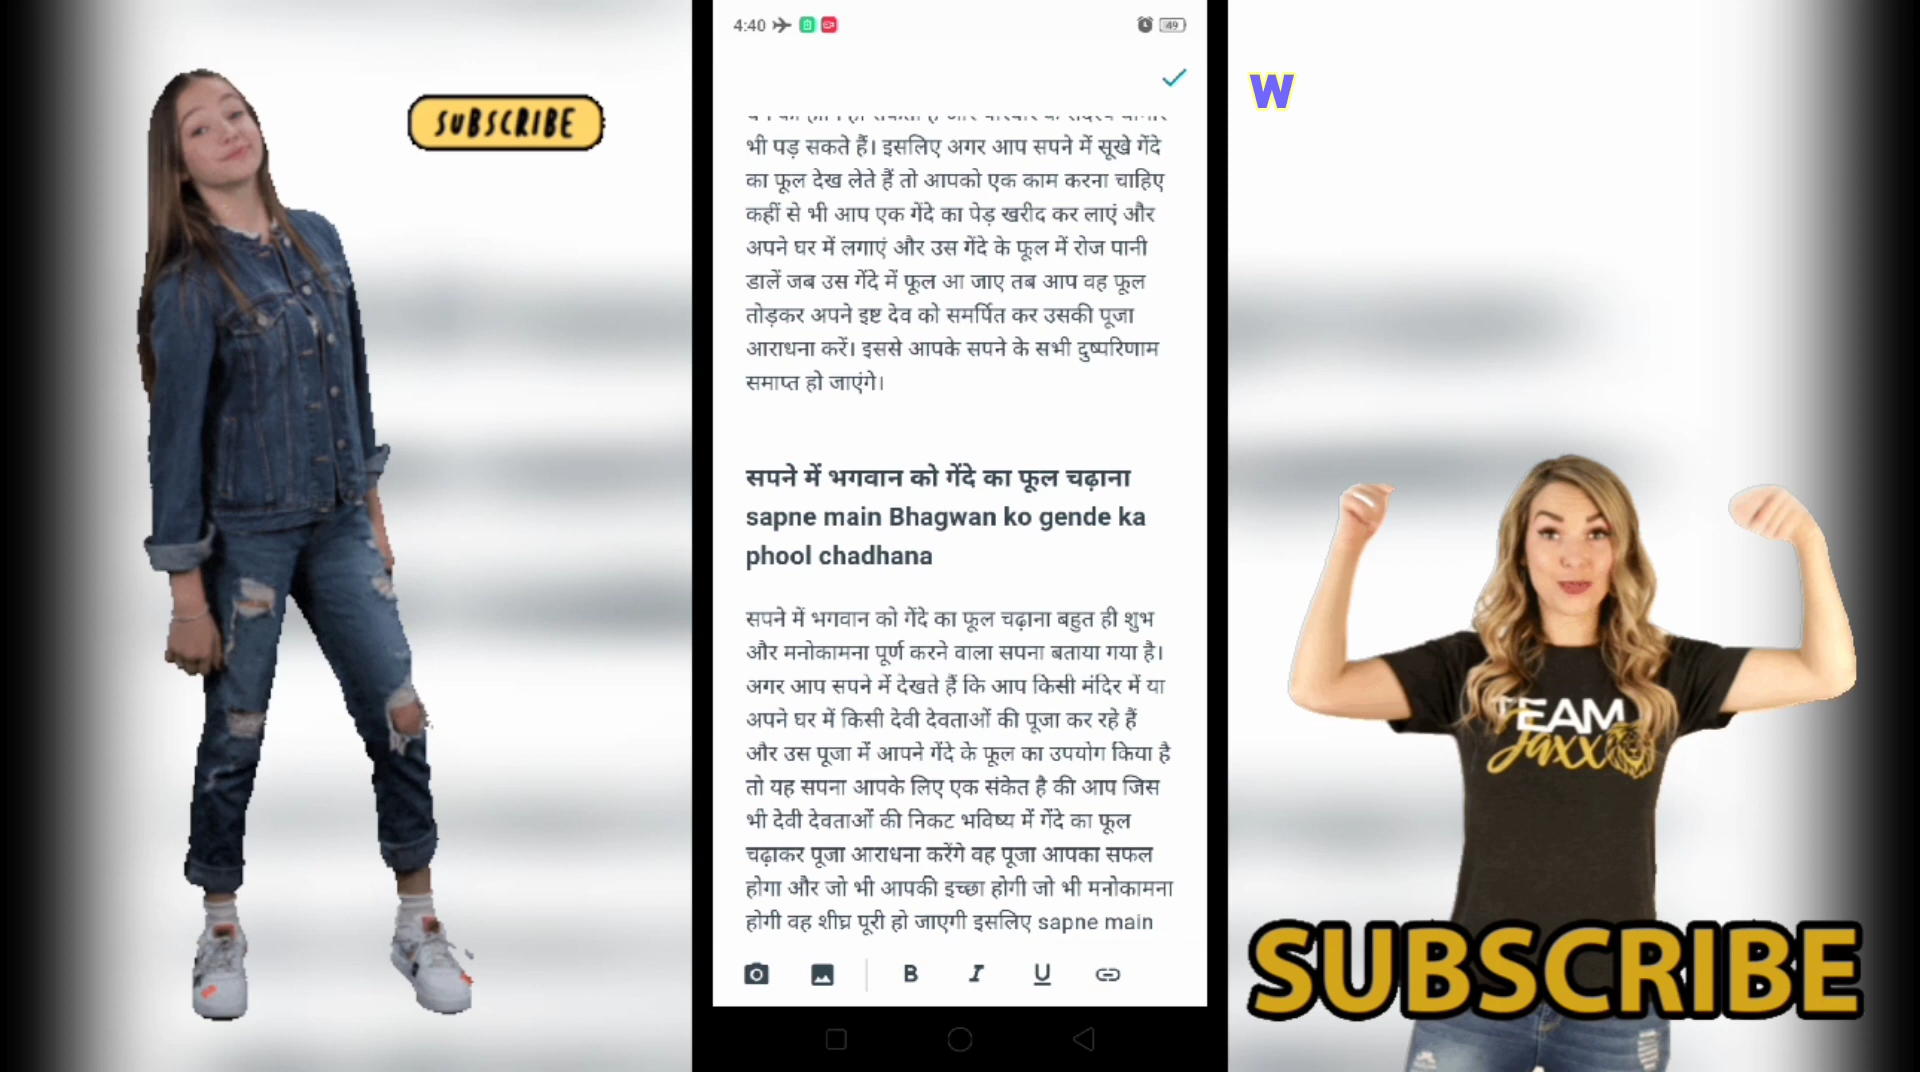 SUBSCRIBE
4:40
49
W
भी पड़ सकते हैं। इसलिए अगर आप सपने में सूखे गेंदे
का फूल देख लेते हैं तो आपको एक काम करना चाहिए
कहीं से भी आप एक गेंदे का पेड़ खरीद कर लाएं और
अपने घर में लगाएं और उस गेंदे के फूल में रोज पानी
डालें जब उस गेंदे में फूल आ जाए तब आप वह फूल
तोड़कर अपने इष्ट देव को समर्पित कर उसकी पूजा
आराधना करें। इससे आपके सपने के सभी दुष्परिणाम
समाप्त हो जाएंगे।
सपने में भगवान को गेंदे का फूल चढ़ाना
sapne main Bhagwan ko gende ka
phool chadhana
सपने में भगवान को गेंदे का फूल चढ़ाना बहुत ही शुभ
और मनोकामना पूर्ण करने वाला सपना बताया गया है।
अगर आप सपने में देखते हैं कि आप किसी मंदिर में या
अपने घर में किसी देवी देवताओं की पूजा कर रहे हैं
और उस पूजा में आपने गेंदे के फूल का उपयोग किया है
तो यह सपना आपके लिए एक संकेत है की आप जिस
भी देवी देवताओं की निकट भविष्य में गेंदे का फूल
चढ़ाकर पूजा आराधना करेंगे वह पूजा आपका सफल
होगा और जो भी आपकी इच्छा होगी जो भी मनोकामना
होगी वह शीघ्र पूरी हो जाएगी इसलिए sapne main
B I U
TEAM
Jaxx
SUBSCRIBE